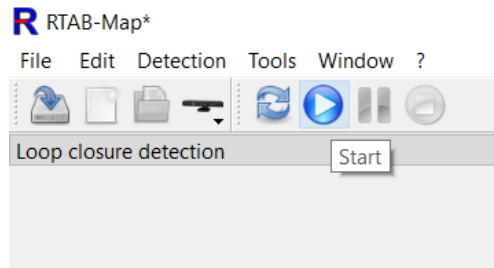 RTAB-Map*
File Edit Detection Tools Window ?
Loop closure detection
Start